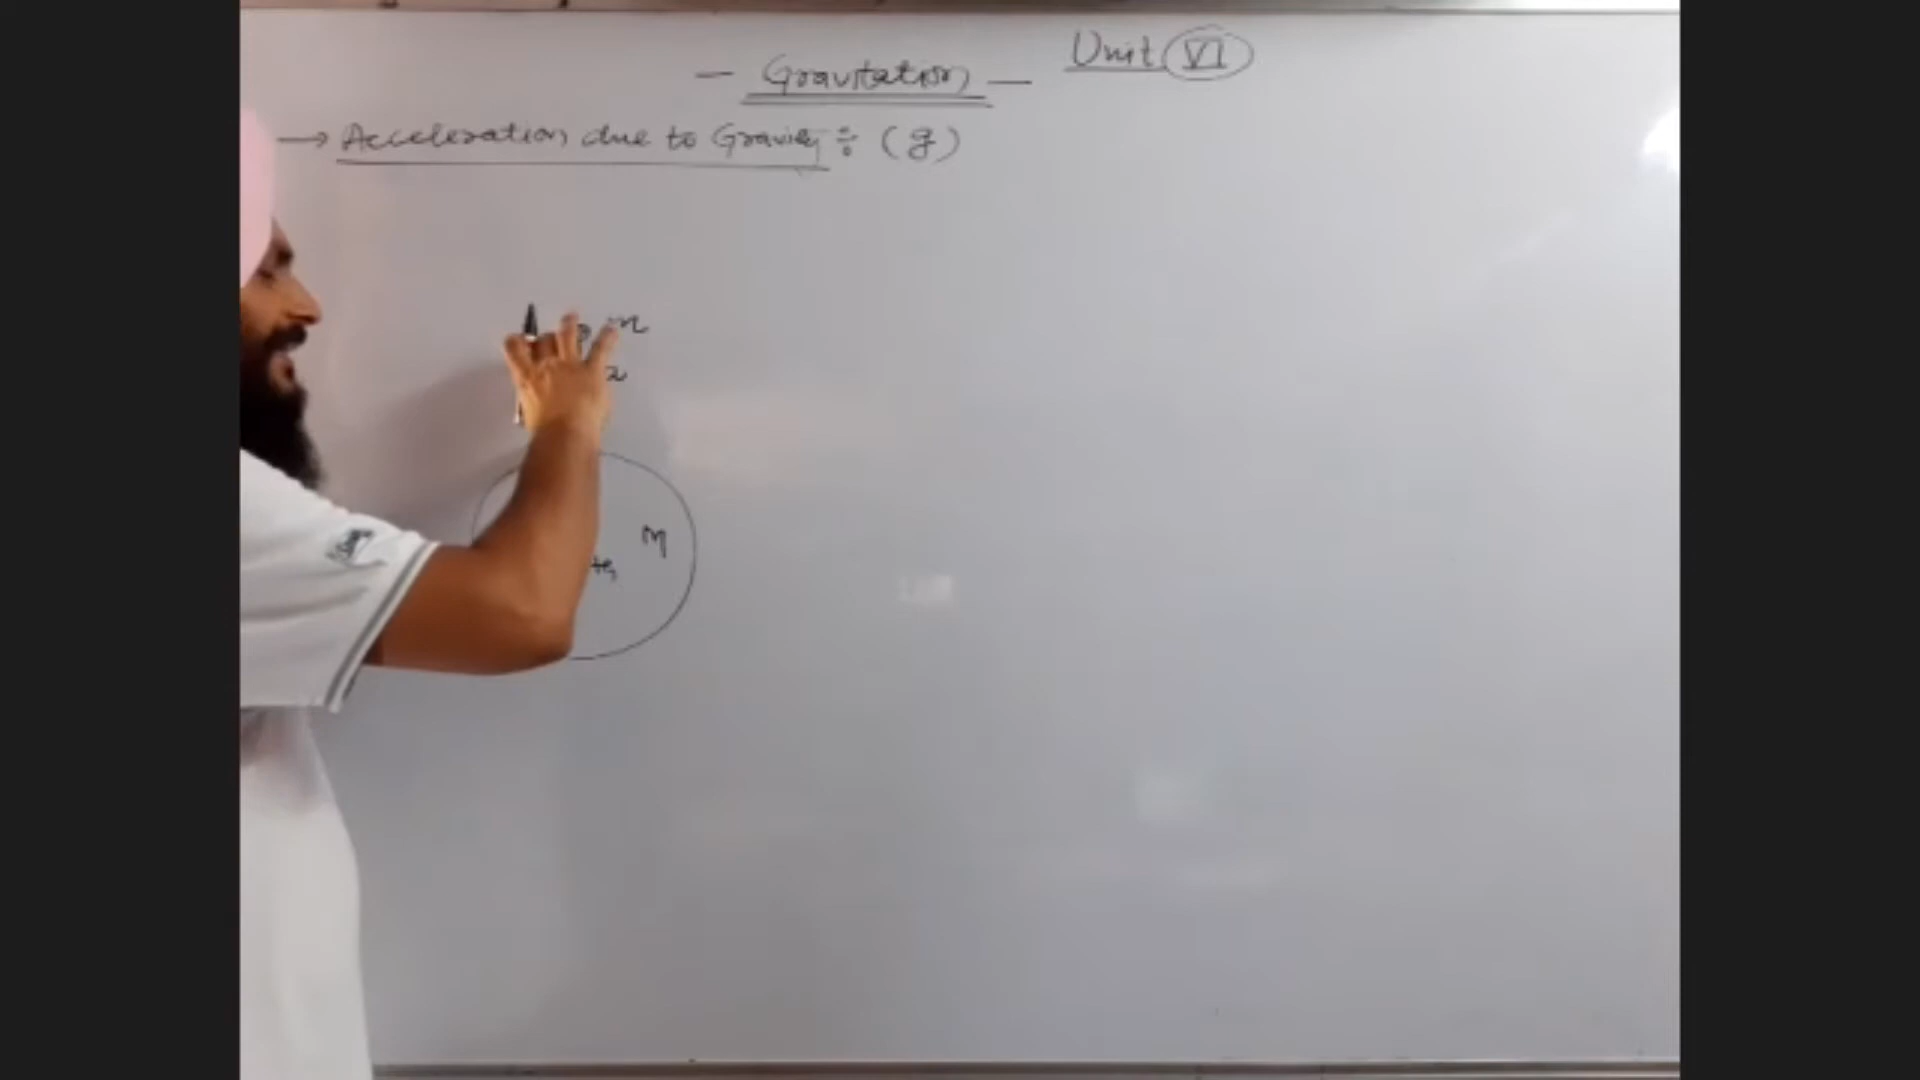 Unit VI
- Gravitation -
→ Acceleration due to Gravity ÷ (g)
m
M